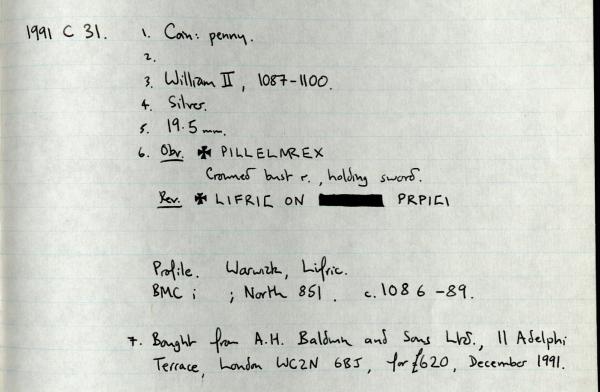 1991 C 31. 1. Coin: penny.
2.
3. William II, 1087-1100.
4. Silver.
5. 19.5 mm.
6. Obv. ✠ PILLELMREX
Crowned bust r., holding sword.
Rev. ✠ LIFRIC ON PRPICI
Profile. Warwick, Lifric.
BMC i ; North 851. c. 1086-89.
7. Bought from A.H. Baldwin and Sons Ltd., 11 Adelphi
Terrace, London WC2N 6BJ, for £620, December 1991.